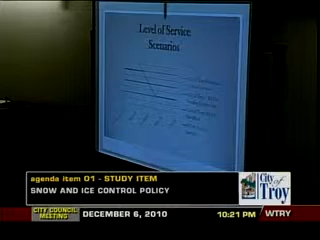 Level of Service
Scenarios
agenda item 01 - STUDY ITEM
SNOW AND ICE CONTROL POLICY
City of
Troy
CITY COUNCIL
MEETING
DECEMBER 6, 2010
10:21 PM
WTRY